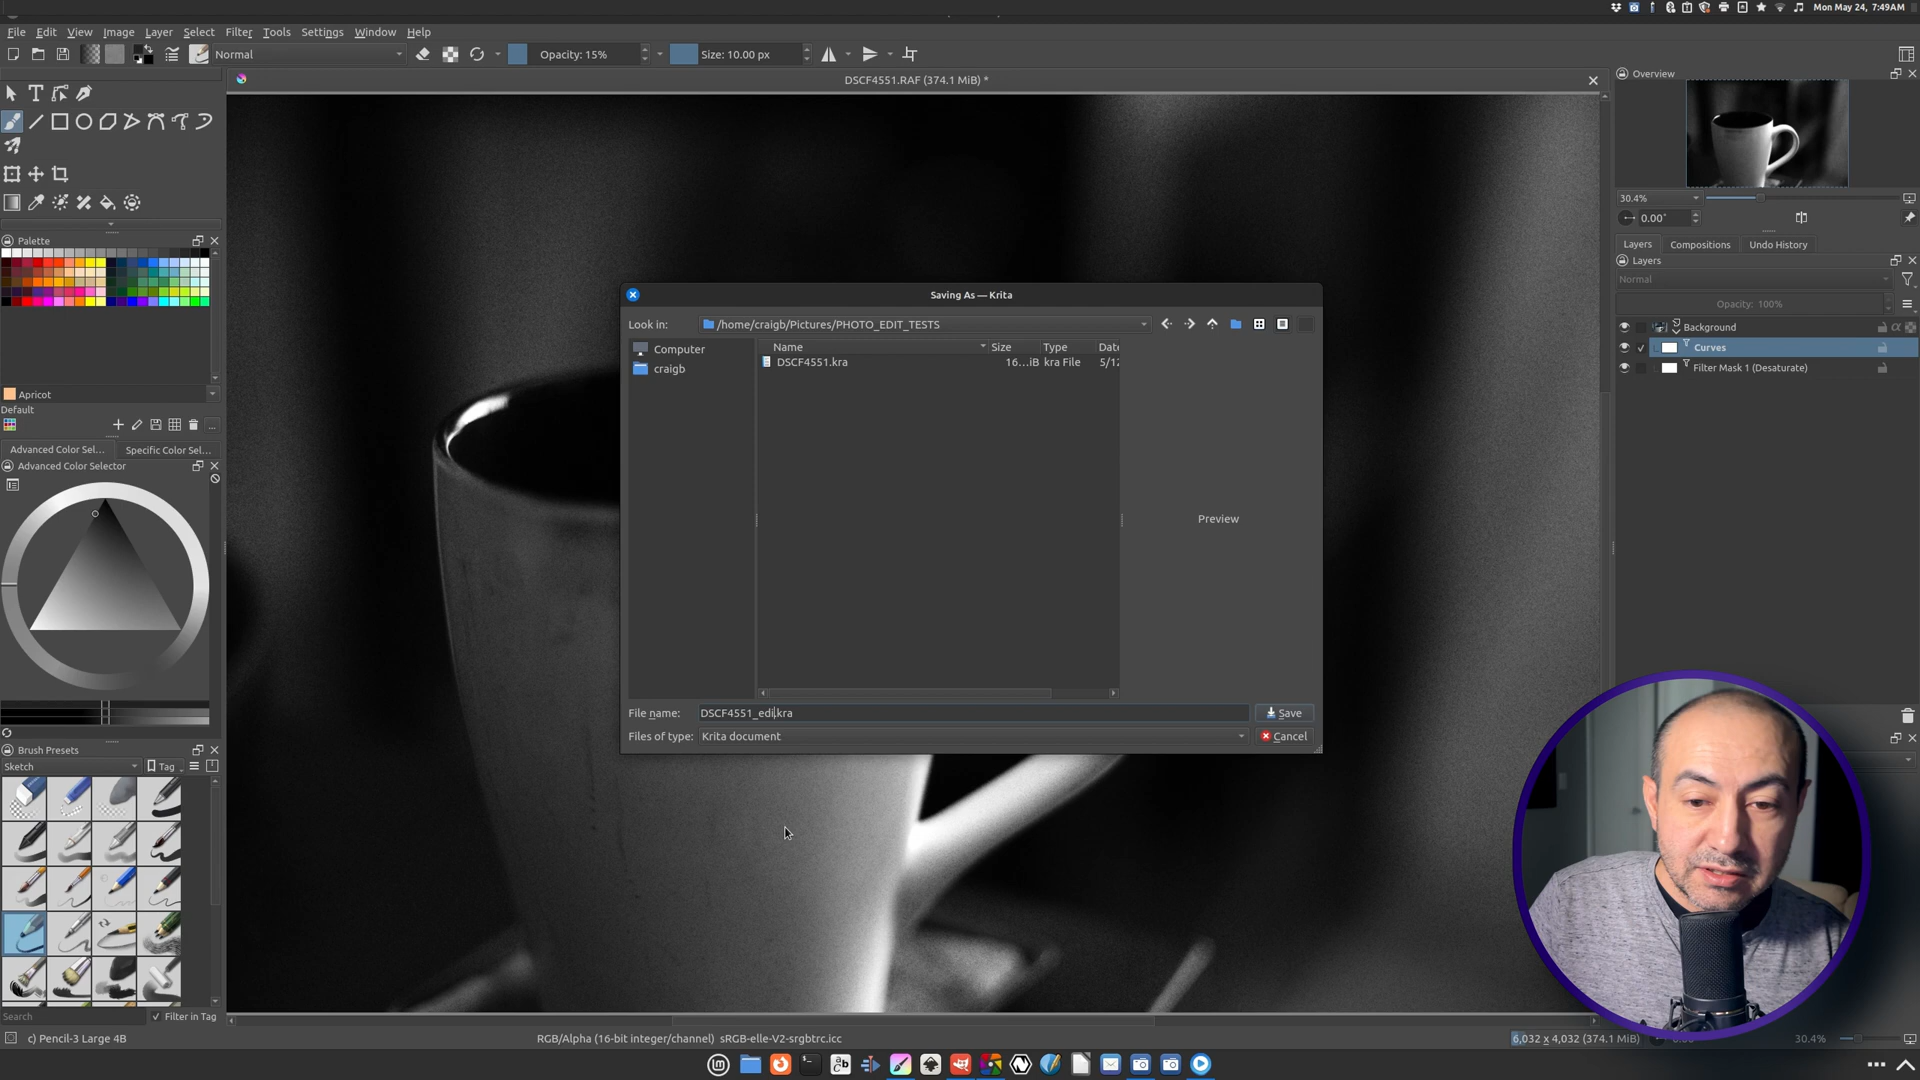 Mon May 24, 7:49AM
File Edit View Image Layer Select Filter Tools Settings Window Help
Normal
Opacity: 15%
Size: 10.00 px
DSCF4551.RAF (374.1 MiB) *
Overview
30.4%
0.00°
Layers Compositions Undo History
Layers
Normal
Opacity: 100%
Background
Curves
Filter Mask 1 (Desaturate)
Palette
Apricot
Default
...
Advanced Color Sel... Specific Color Sel...
Advanced Color Selector
Brush Presets
Sketch
Tag
Search
Filter in Tag
c) Pencil-3 Large 4B
Saving As — Krita
Look in: /home/craigb/Pictures/PHOTO_EDIT_TESTS
Computer
craigb
Name Size Type Date
DSCF4551.kra 16...iB kra File 5/12
Preview
File name: DSCF4551_edi.kra
Save
Files of type: Krita document
Cancel
RGB/Alpha (16-bit integer/channel) sRGB-elle-V2-srgbtrc.icc
6,032 x 4,032 (374.1 MiB)
30.4%